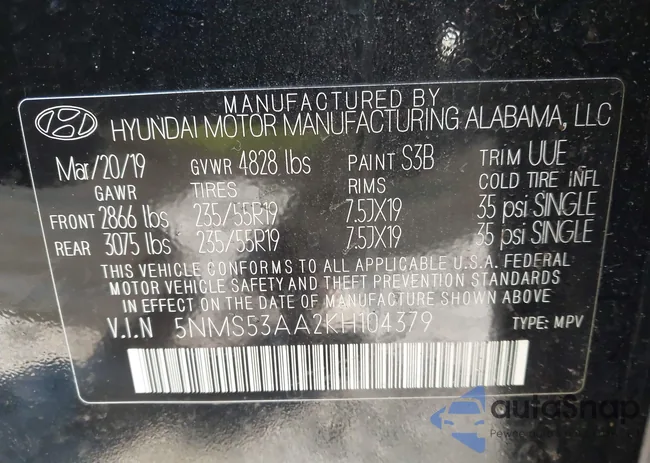 MANUFACTURED BY
HYUNDAI MOTOR MANUFACTURING ALABAMA, LLC
Mar/20/19 GVWR 4828 lbs PAINT S3B TRIM UUE
GAWR TIRES RIMS COLD TIRE INFL
FRONT 2866 lbs 235/55R19 7.5JX19 35 psi SINGLE
REAR 3075 lbs 235/55R19 7.5JX19 35 psi SINGLE
THIS VEHICLE CONFORMS TO ALL APPLICABLE U.S.A. FEDERAL
MOTOR VEHICLE SAFETY AND THEFT PREVENTION STANDARDS
IN EFFECT ON THE DATE OF MANUFACTURE SHOWN ABOVE
V.I.N 5NMS53AA2KH104379 TYPE: MPV
autosnap